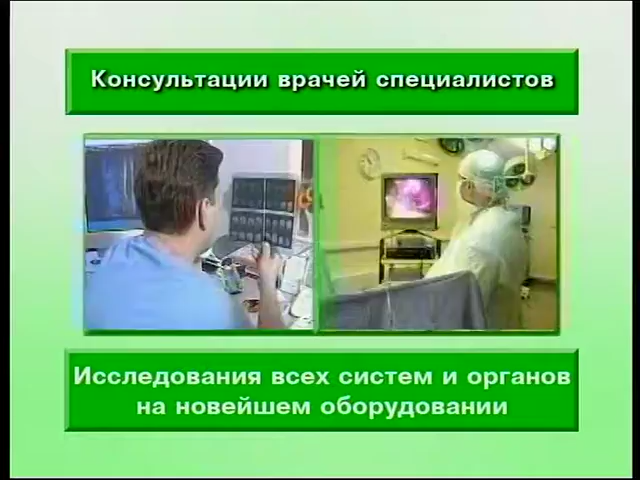 Консультации врачей специалистов
Исследования всех систем и органов
на новейшем оборудовании